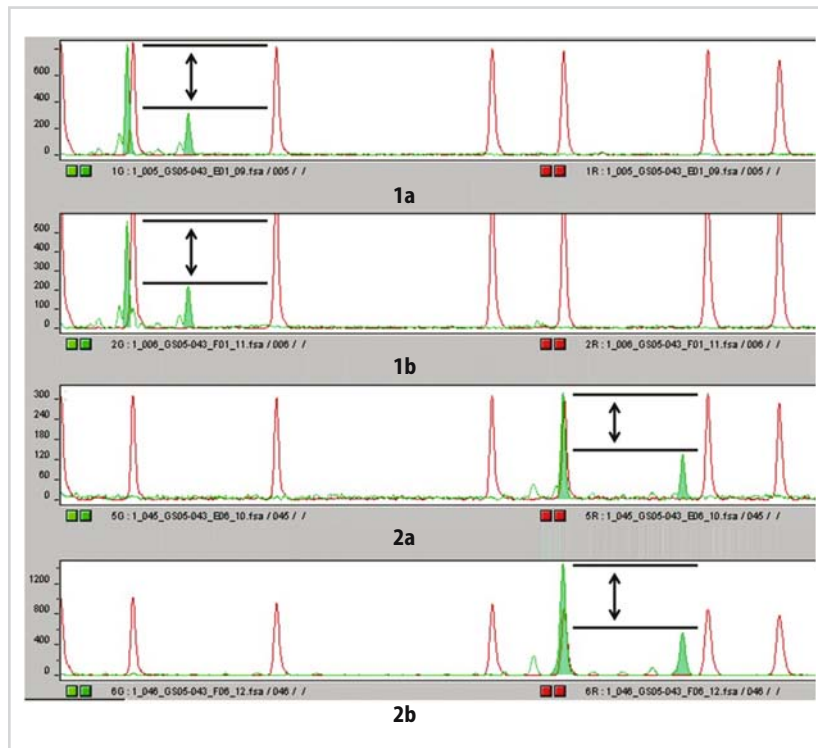 600
400
200
0
1G : 1_005_GS05-043_E01_09.fsa / 005 / / 1R : 1_005_GS05-043_E01_09.fsa / 005 / /
1a
500
400
300
200
100
0
2G : 1_006_GS05-043_F01_11.fsa / 006 / / 2R : 1_006_GS05-043_F01_11.fsa / 006 / /
1b
300
240
180
120
60
0
5G : 1_045_GS05-043_E06_10.fsa / 045 / / 5R : 1_045_GS05-043_E06_10.fsa / 045 / /
2a
1200
800
400
0
6G : 1_046_GS05-043_F06_12.fsa / 046 / / 6R : 1_046_GS05-043_F06_12.fsa / 046 / /
2b